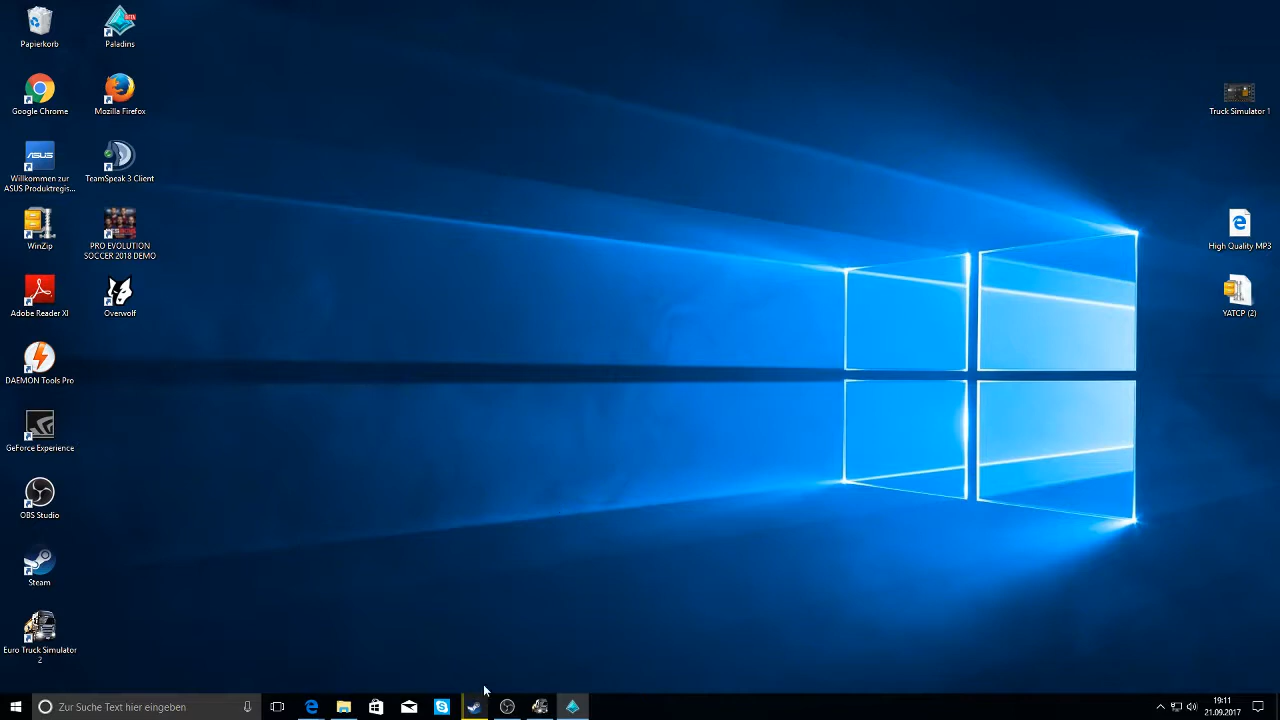 Papierkorb
Paladins
Google Chrome
Mozilla Firefox
Truck Simulator 1
ASUS
Willkommen zur
ASUS Produktregis...
TeamSpeak 3 Client
WinZip
PRO EVOLUTION
SOCCER 2018 DEMO
High Quality MP3
Adobe Reader XI
Overwolf
YATCP (2)
DAEMON Tools Pro
GeForce Experience
OBS Studio
Steam
Euro Truck Simulator
2
Zur Suche Text hier eingeben
19:11
21.09.2017